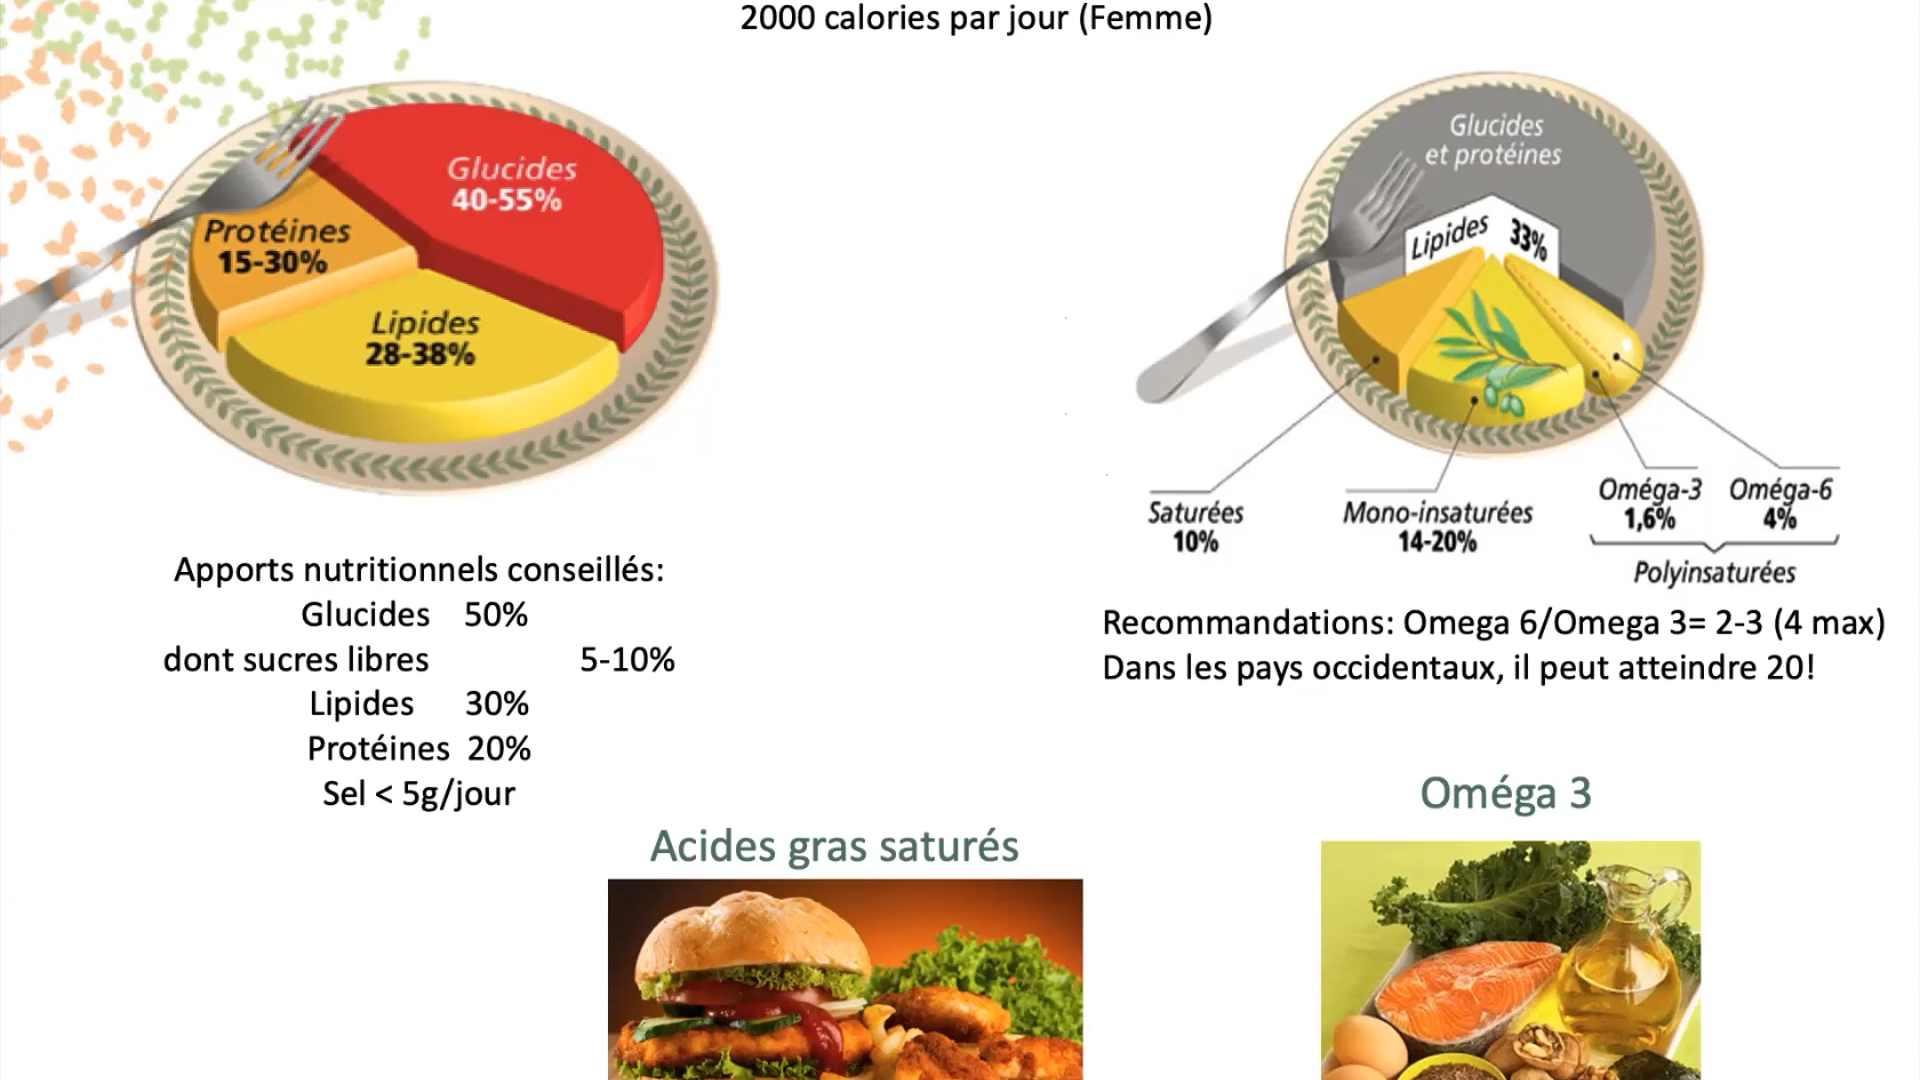 2000 calories par jour (Femme)
Glucides
40-55%
Protéines
15-30%
Lipides
28-38%
Apports nutritionnels conseillés:
Glucides 50%
dont sucres libres 5-10%
Lipides 30%
Protéines 20%
Sel < 5g/jour
Glucides
et protéines
Lipides 33%
Saturées
10%
Mono-insaturées
14-20%
Oméga-3
1,6%
Oméga-6
4%
Polyinsaturées
Recommandations: Omega 6/Omega 3= 2-3 (4 max)
Dans les pays occidentaux, il peut atteindre 20!
Acides gras saturés
Oméga 3